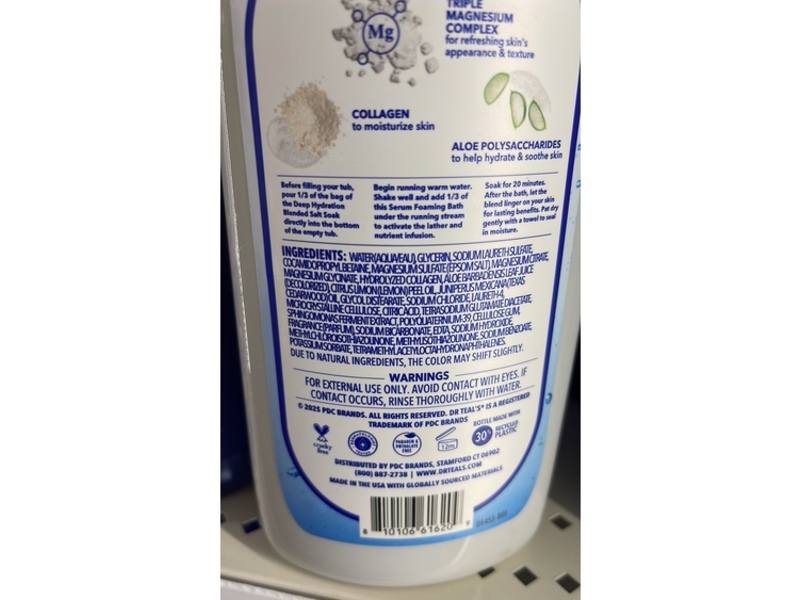 TRIPLE
MAGNESIUM
COMPLEX
for refreshing skin's
appearance & texture
Mg
COLLAGEN
to moisturize skin
ALOE POLYSACCHARIDES
to help hydrate & soothe skin
Before filling your tub,
pour 1/3 of the bag of
the Deep Hydration
Blended Salt Soak
directly into the bottom
of the empty tub.
Begin running warm water.
Shake well and add 1/3 of
this Serum Foaming Bath
under the running stream
to activate the lather and
nutrient infusion.
Soak for 20 minutes.
After the bath, let the
blend linger on your skin
for lasting benefits. Pat dry
gently with a towel to seal
in moisture.
INGREDIENTS: WATER (AQUA/EAU), GLYCERIN, SODIUM LAURETH SULFATE,
COCAMIDOPROPYL BETAINE, MAGNESIUM SULFATE (EPSOM SALT), MAGNESIUM CITRATE,
MAGNESIUM GLYCINATE, HYDROLYZED COLLAGEN, ALOE BARBADENSIS LEAF JUICE
(DECOLORIZED), CITRUS LIMON (LEMON) PEEL OIL, JUNIPERUS MEXICANA (TEXAS
CEDARWOOD) OIL, GLYCOL DISTEARATE, SODIUM CHLORIDE, LAURETH-4,
MICROCRYSTALLINE CELLULOSE, CITRIC ACID, TETRASODIUM GLUTAMATE DIACETATE,
SPHINGOMONAS FERMENT EXTRACT, POLYQUATERNIUM-39, CELLULOSE GUM,
FRAGRANCE (PARFUM), SODIUM BICARBONATE, EDTA, SODIUM HYDROXIDE,
METHYLCHLOROISOTHIAZOLINONE, METHYLISOTHIAZOLINONE, SODIUM BENZOATE,
POTASSIUM SORBATE, TETRAMETHYL ACETYLOCTAHYDRONAPHTHALENES.
DUE TO NATURAL INGREDIENTS, THE COLOR MAY SHIFT SLIGHTLY.
WARNINGS
FOR EXTERNAL USE ONLY. AVOID CONTACT WITH EYES. IF
CONTACT OCCURS, RINSE THOROUGHLY WITH WATER.
© 2025 PDC BRANDS. ALL RIGHTS RESERVED. DR TEAL'S® IS A REGISTERED
TRADEMARK OF PDC BRANDS
cruelty
free
PARABEN &
PHTHALATE
FREE
12m
BOTTLE MADE WITH
30% RECYCLED
PLASTIC
DISTRIBUTED BY PDC BRANDS, STAMFORD CT 06902
(800) 887-2738 | WWW.DRTEALS.COM
MADE IN THE USA WITH GLOBALLY SOURCED MATERIALS
8 10106 61620 9